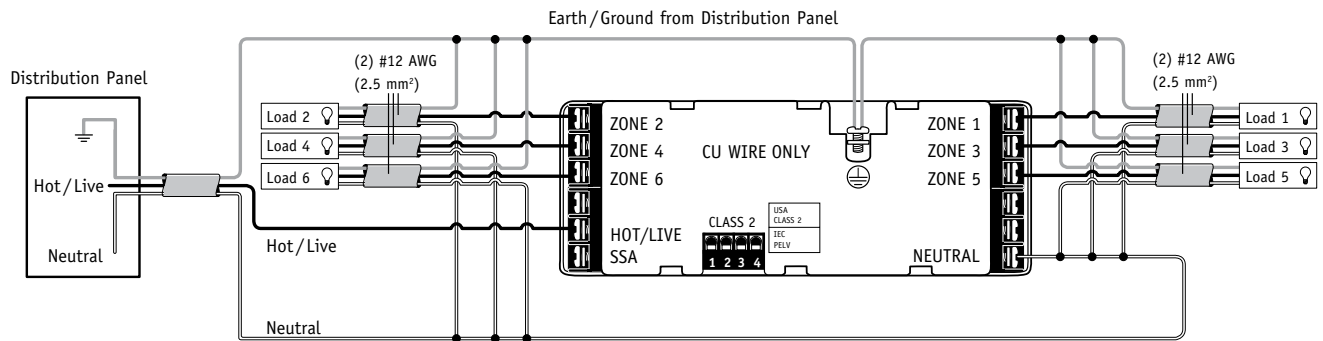 Earth/Ground from Distribution Panel
Distribution Panel
(2) #12 AWG
(2.5 mm²)
(2) #12 AWG
(2.5 mm²)
Load 2
Load 4
Load 6
Hot/Live
Neutral
Hot/Live
Neutral
ZONE 2
ZONE 4
ZONE 6
HOT/LIVE
SSA
CU WIRE ONLY
CLASS 2
1 2 3 4
USA
CLASS 2
IEC
PELV
ZONE 1
ZONE 3
ZONE 5
NEUTRAL
Load 1
Load 3
Load 5